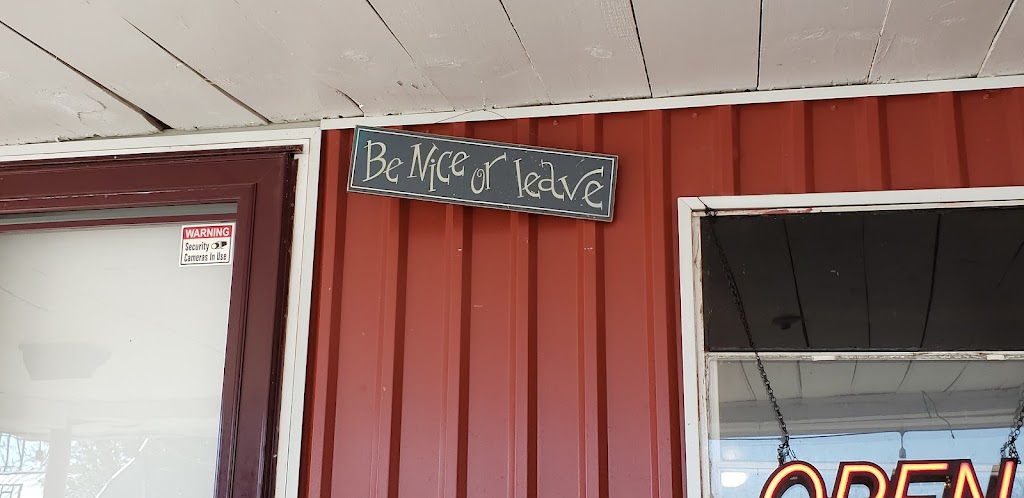 Be Nice or leave
WARNING
Security
Cameras In Use
OPEN